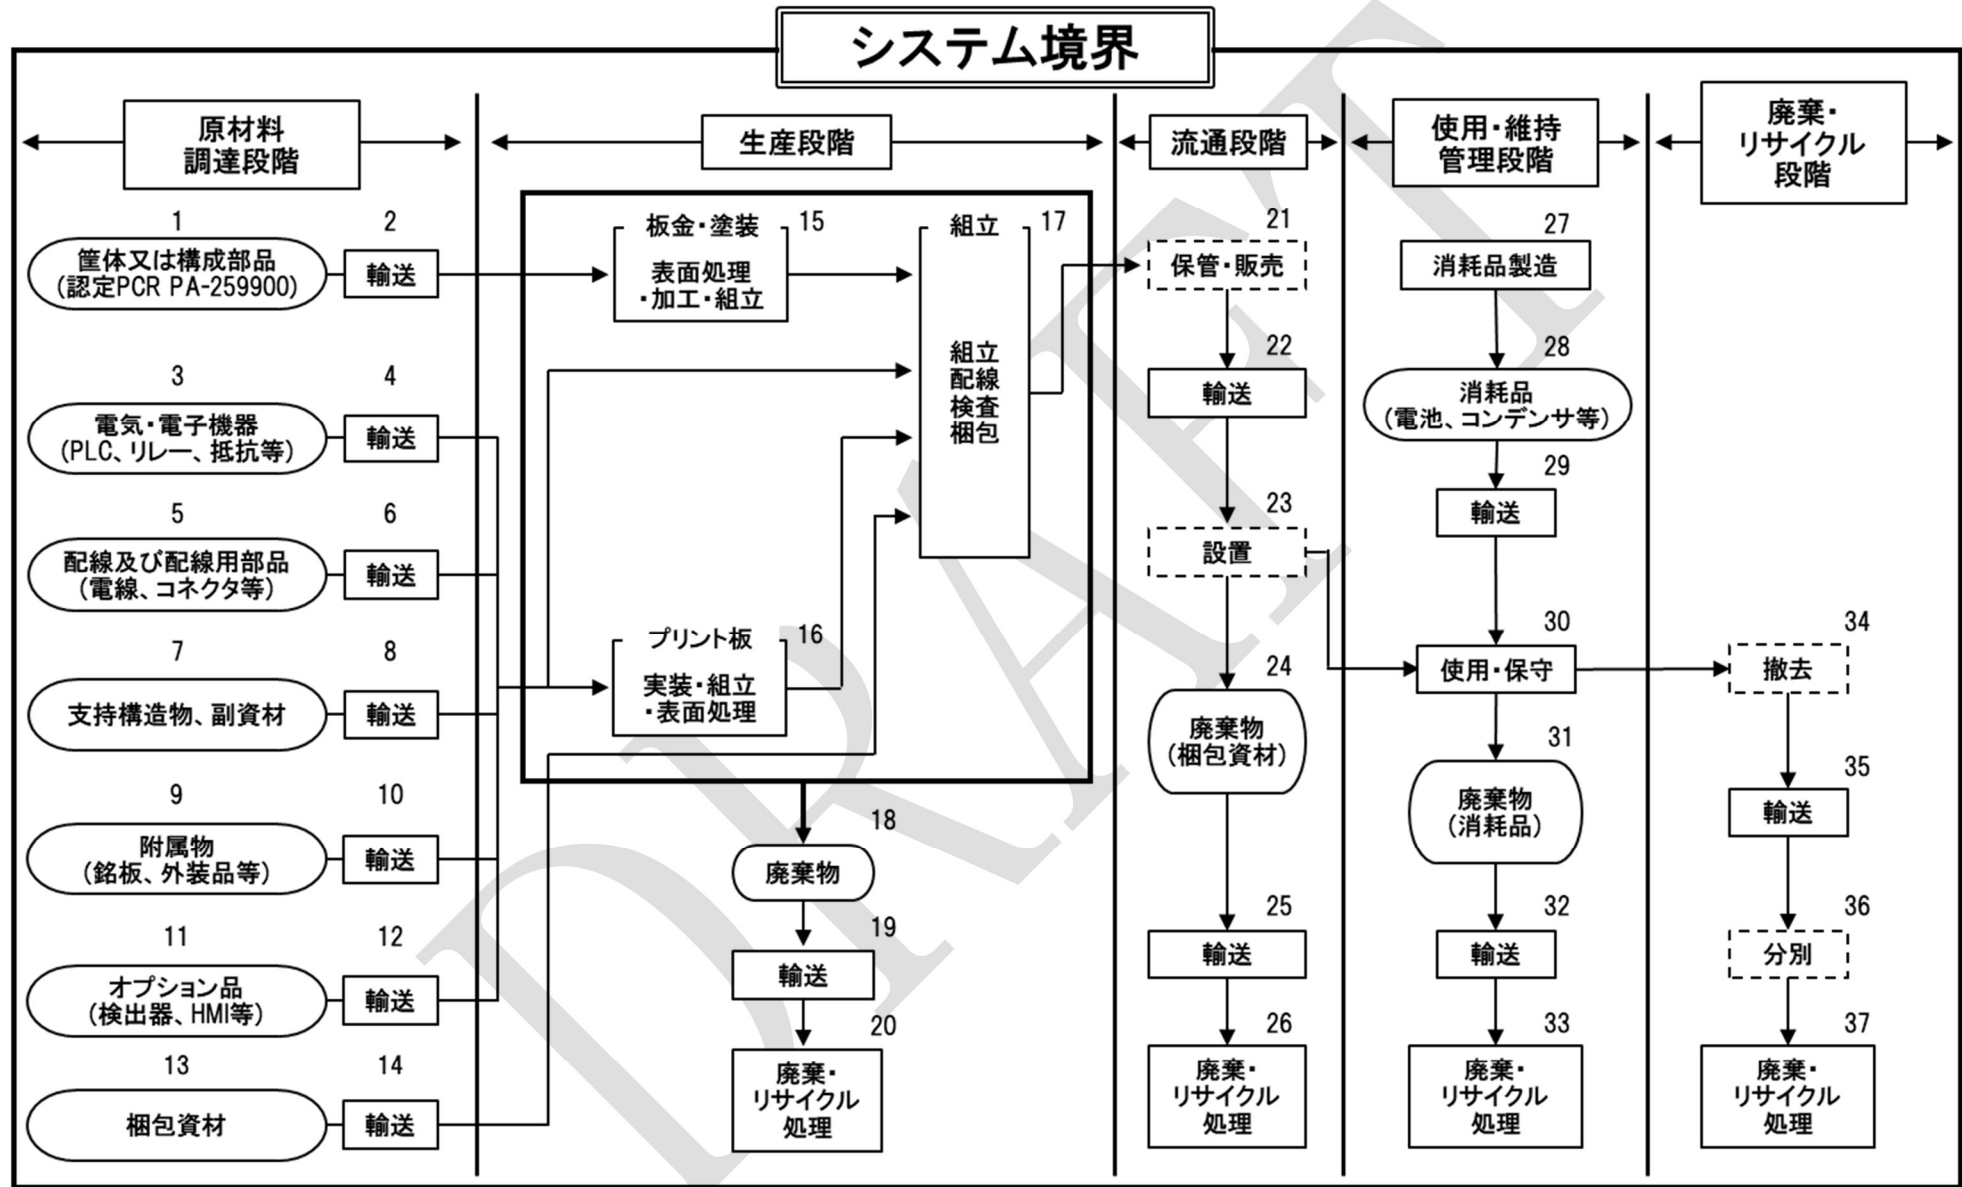 システム境界
原材料
調達段階
生産段階
流通段階
使用・維持
管理段階
廃棄・
リサイクル
段階
1
筐体又は構成部品
(認定PCR PA-259900)
2
輸送
3
電気・電子機器
(PLC、リレー、抵抗等)
4
輸送
5
配線及び配線用部品
(電線、コネクタ等)
6
輸送
7
支持構造物、副資材
8
輸送
9
附属物
(銘板、外装品等)
10
輸送
11
オプション品
(検出器、HMI等)
12
輸送
13
梱包資材
14
輸送
板金・塗装
15
表面処理
・加工・組立
プリント板
16
実装・組立
・表面処理
組立
17
組立
配線
検査
梱包
18
廃棄物
19
輸送
20
廃棄・
リサイクル
処理
21
保管・販売
22
輸送
23
設置
24
廃棄物
(梱包資材)
25
輸送
26
廃棄・
リサイクル
処理
27
消耗品製造
28
消耗品
(電池、コンデンサ等)
29
輸送
30
使用・保守
31
廃棄物
(消耗品)
32
輸送
33
廃棄・
リサイクル
処理
34
撤去
35
輸送
36
分別
37
廃棄・
リサイクル
処理
DRAFT